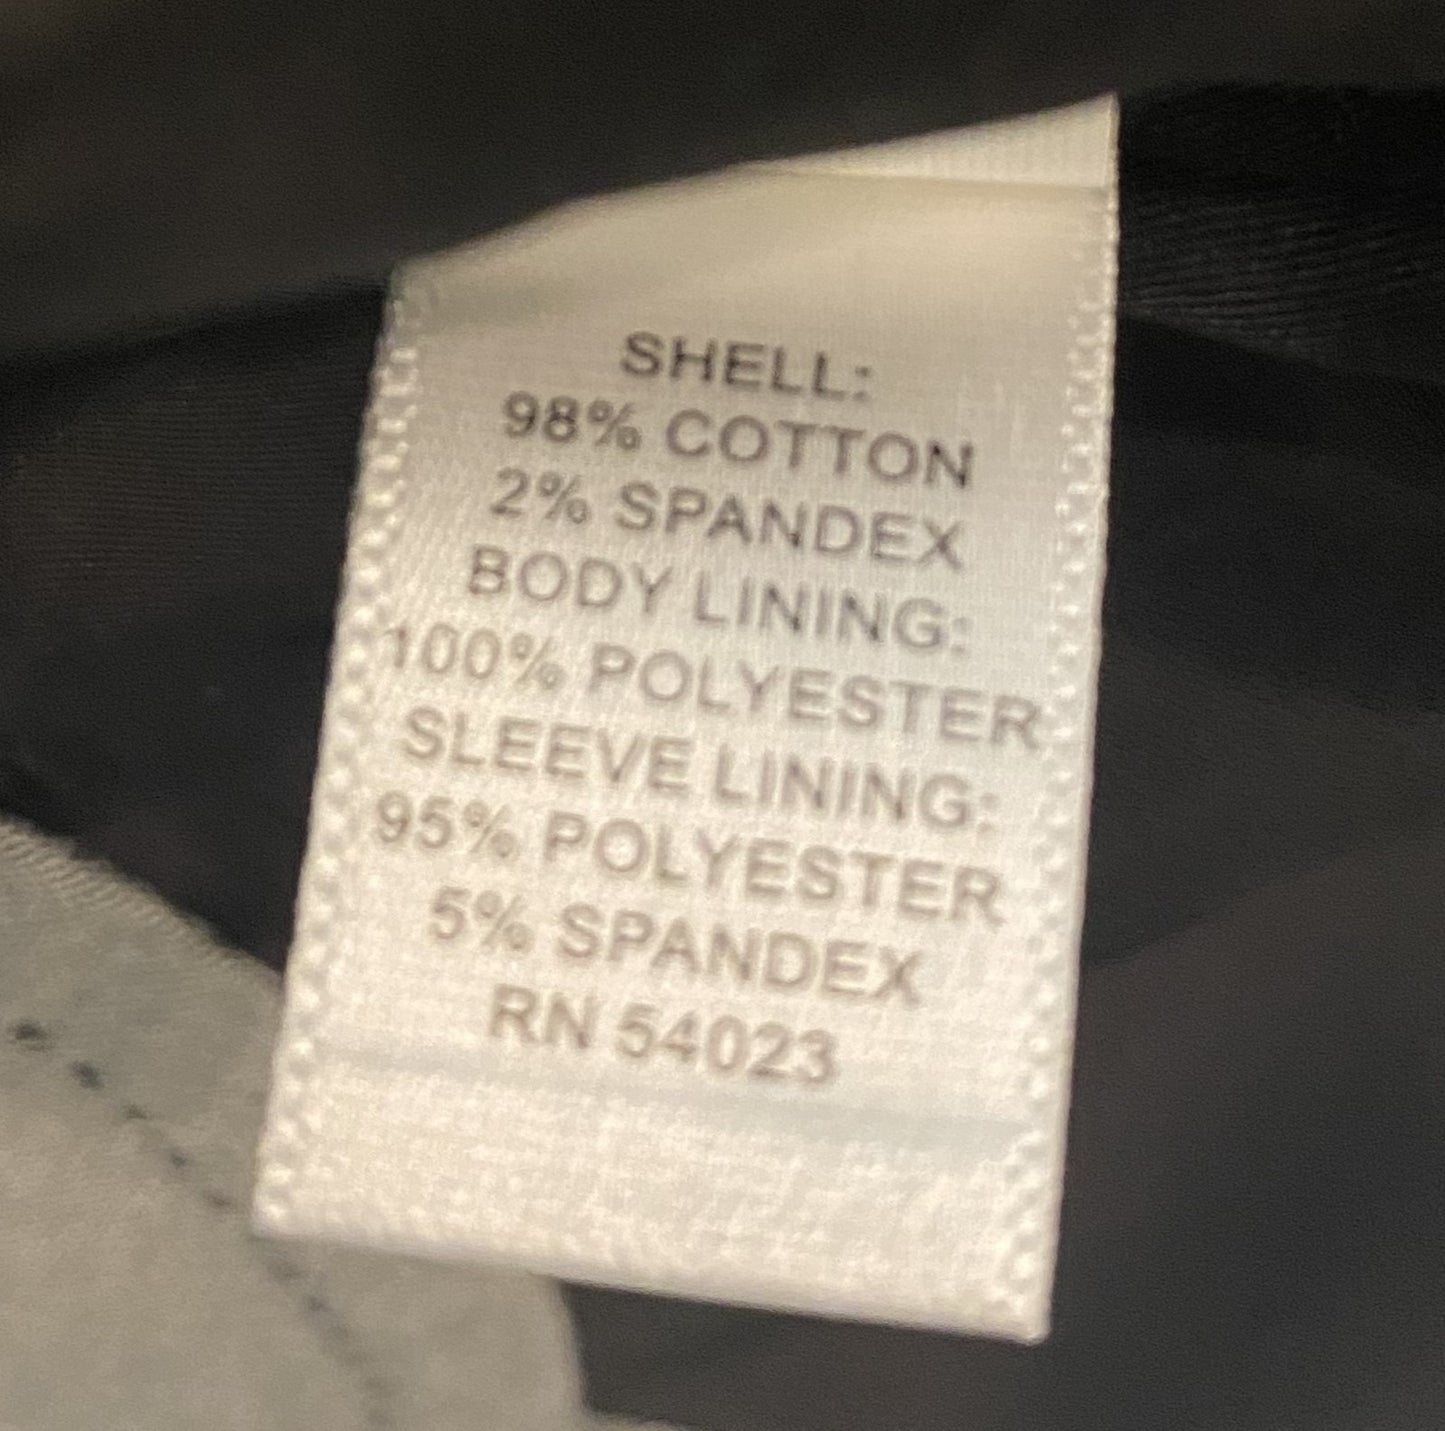 SHELL:
98% COTTON
2% SPANDEX
BODY LINING:
100% POLYESTER
SLEEVE LINING:
95% POLYESTER
5% SPANDEX
RN 54023